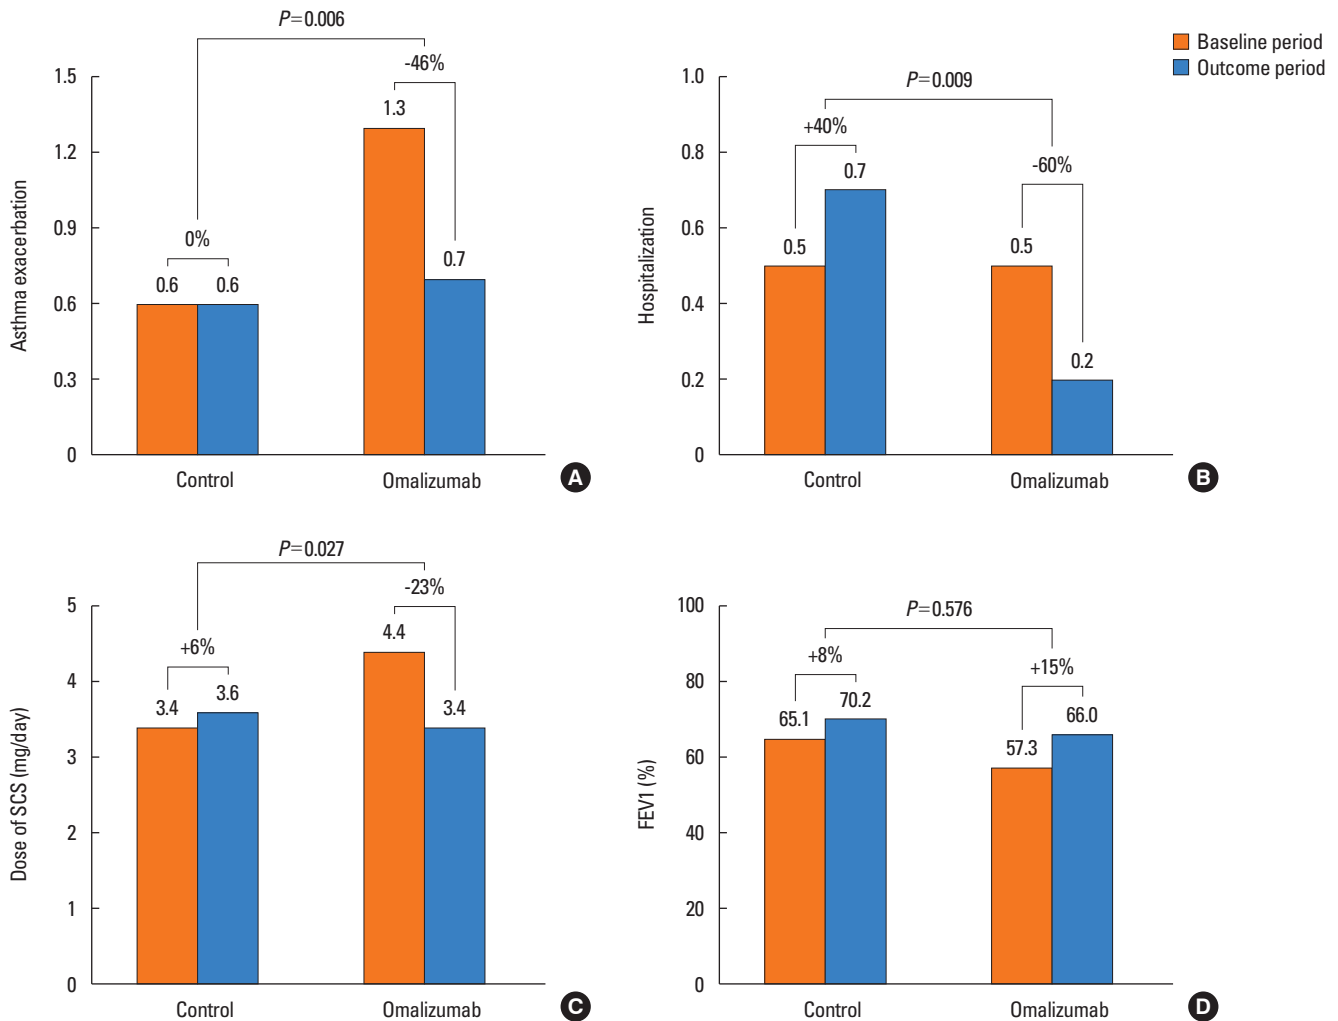 Baseline period
Outcome period
P=0.006
-46%
1.5
1.3
1.2
0.9
0%
0.7
0.6
0.6
0.6
0.3
0
Asthma exacerbation
Control
Omalizumab
A
P=0.009
1.0
+40%
0.8
0.7
-60%
0.6
0.5
0.5
0.4
0.2
0.2
0
Hospitalization
Control
Omalizumab
B
P=0.027
-23%
5
4.4
+6%
4
3.6
3.4
3.4
3
2
1
0
Dose of SCS (mg/day)
Control
Omalizumab
C
P=0.576
100
+8%
+15%
80
70.2
65.1
66.0
57.3
60
40
20
0
FEV1 (%)
Control
Omalizumab
D